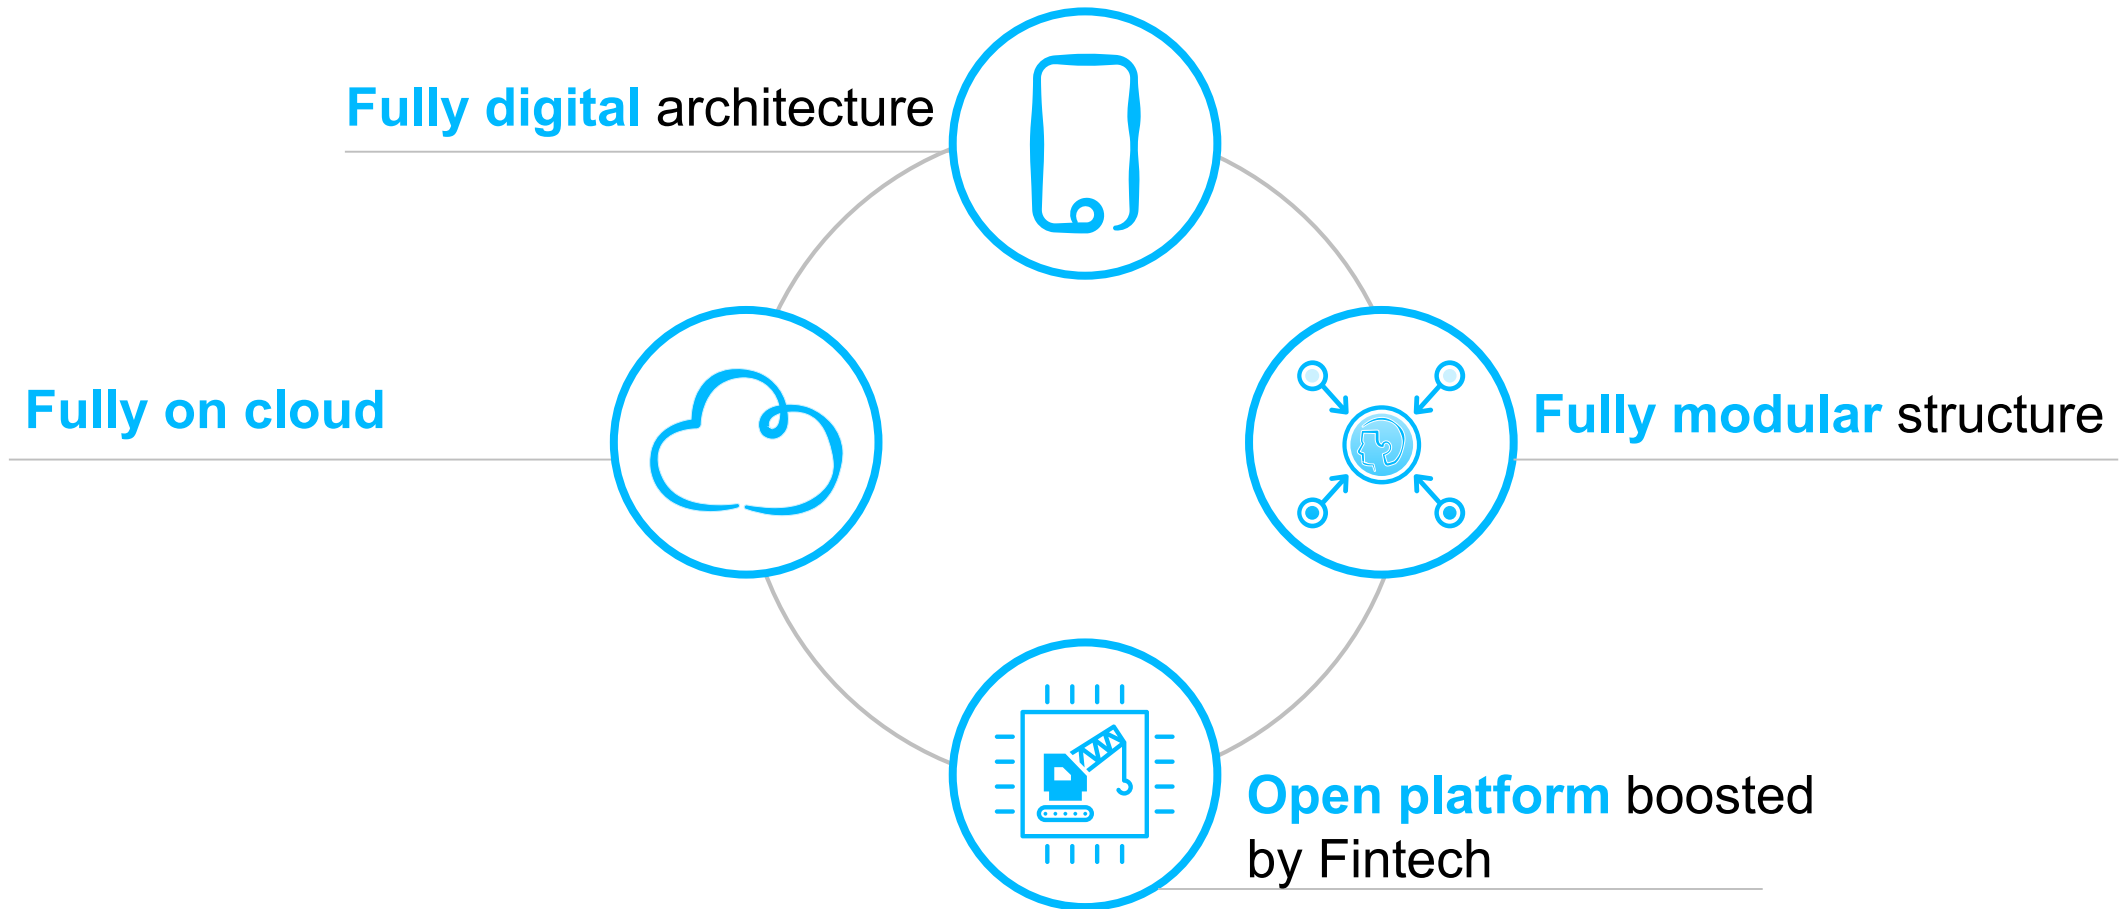 Fully digital architecture
Fully on cloud
Fully modular structure
Open platform boosted
by Fintech